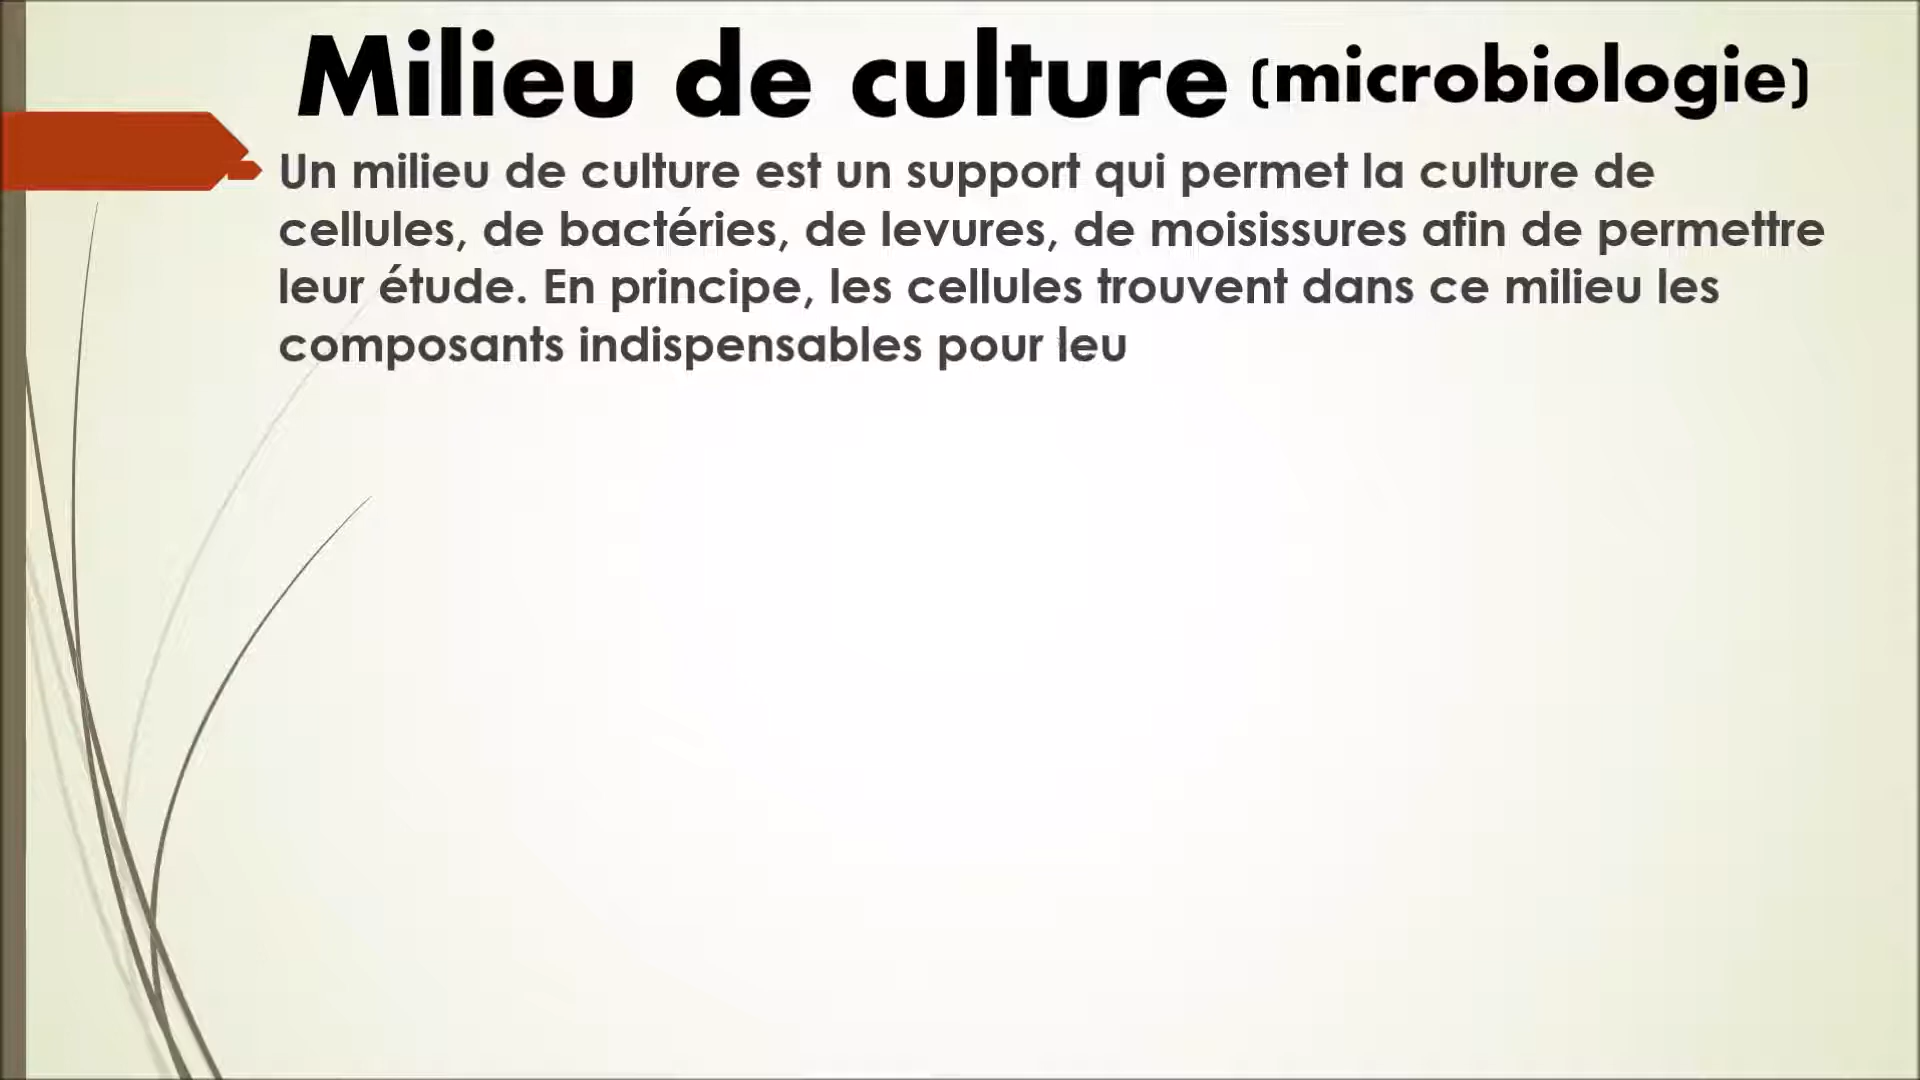 Milieu de culture (microbiologie)
Un milieu de culture est un support qui permet la culture de
cellules, de bactéries, de levures, de moisissures afin de permettre
leur étude. En principe, les cellules trouvent dans ce milieu les
composants indispensables pour leu